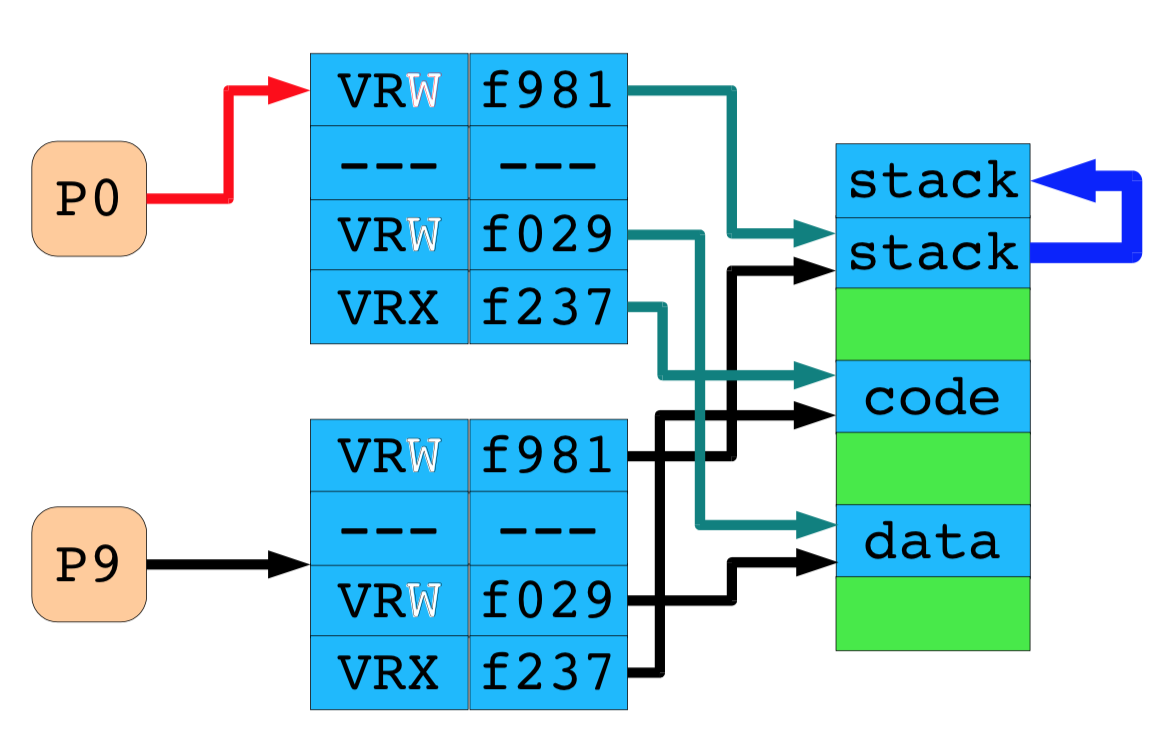 P0
VRW f981
--- ---
VRW f029
VRX f237
P9
VRW f981
--- ---
VRW f029
VRX f237
stack
stack
code
data